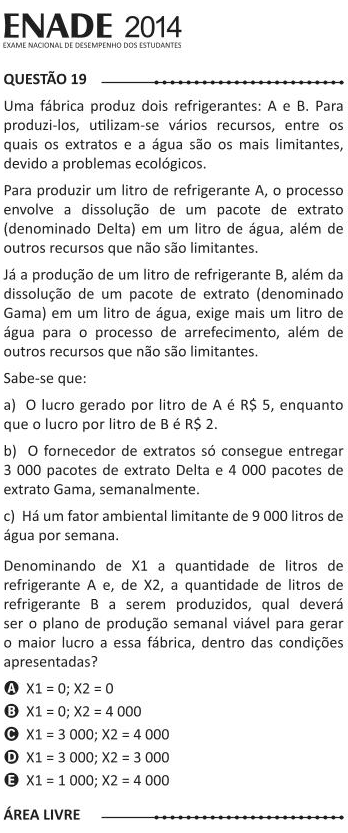 ENADE 2014
EXAME NACIONAL DE DESEMPENHO DOS ESTUDANTES
QUESTÃO 19
Uma fábrica produz dois refrigerantes: A e B. Para
produzi-los, utilizam-se vários recursos, entre os
quais os extratos e a água são os mais limitantes,
devido a problemas ecológicos.
Para produzir um litro de refrigerante A, o processo
envolve a dissolução de um pacote de extrato
(denominado Delta) em um litro de água, além de
outros recursos que não são limitantes.
Já a produção de um litro de refrigerante B, além da
dissolução de um pacote de extrato (denominado
Gama) em um litro de água, exige mais um litro de
água para o processo de arrefecimento, além de
outros recursos que não são limitantes.
Sabe-se que:
a) O lucro gerado por litro de A é R$ 5, enquanto
que o lucro por litro de B é R$ 2.
b) O fornecedor de extratos só consegue entregar
3 000 pacotes de extrato Delta e 4 000 pacotes de
extrato Gama, semanalmente.
c) Há um fator ambiental limitante de 9 000 litros de
água por semana.
Denominando de X1 a quantidade de litros de
refrigerante A e, de X2, a quantidade de litros de
refrigerante B a serem produzidos, qual deverá
ser o plano de produção semanal viável para gerar
o maior lucro a essa fábrica, dentro das condições
apresentadas?
A X1 = 0; X2 = 0
B X1 = 0; X2 = 4 000
C X1 = 3 000; X2 = 4 000
D X1 = 3 000; X2 = 3 000
E X1 = 1 000; X2 = 4 000
ÁREA LIVRE